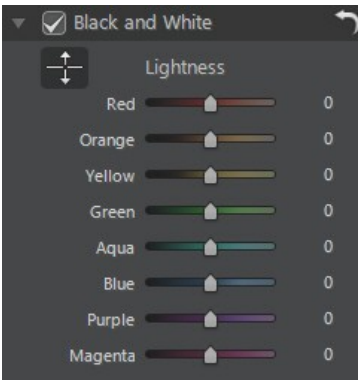 Black and White
Lightness
Red 0
Orange 0
Yellow 0
Green 0
Aqua 0
Blue 0
Purple 0
Magenta 0